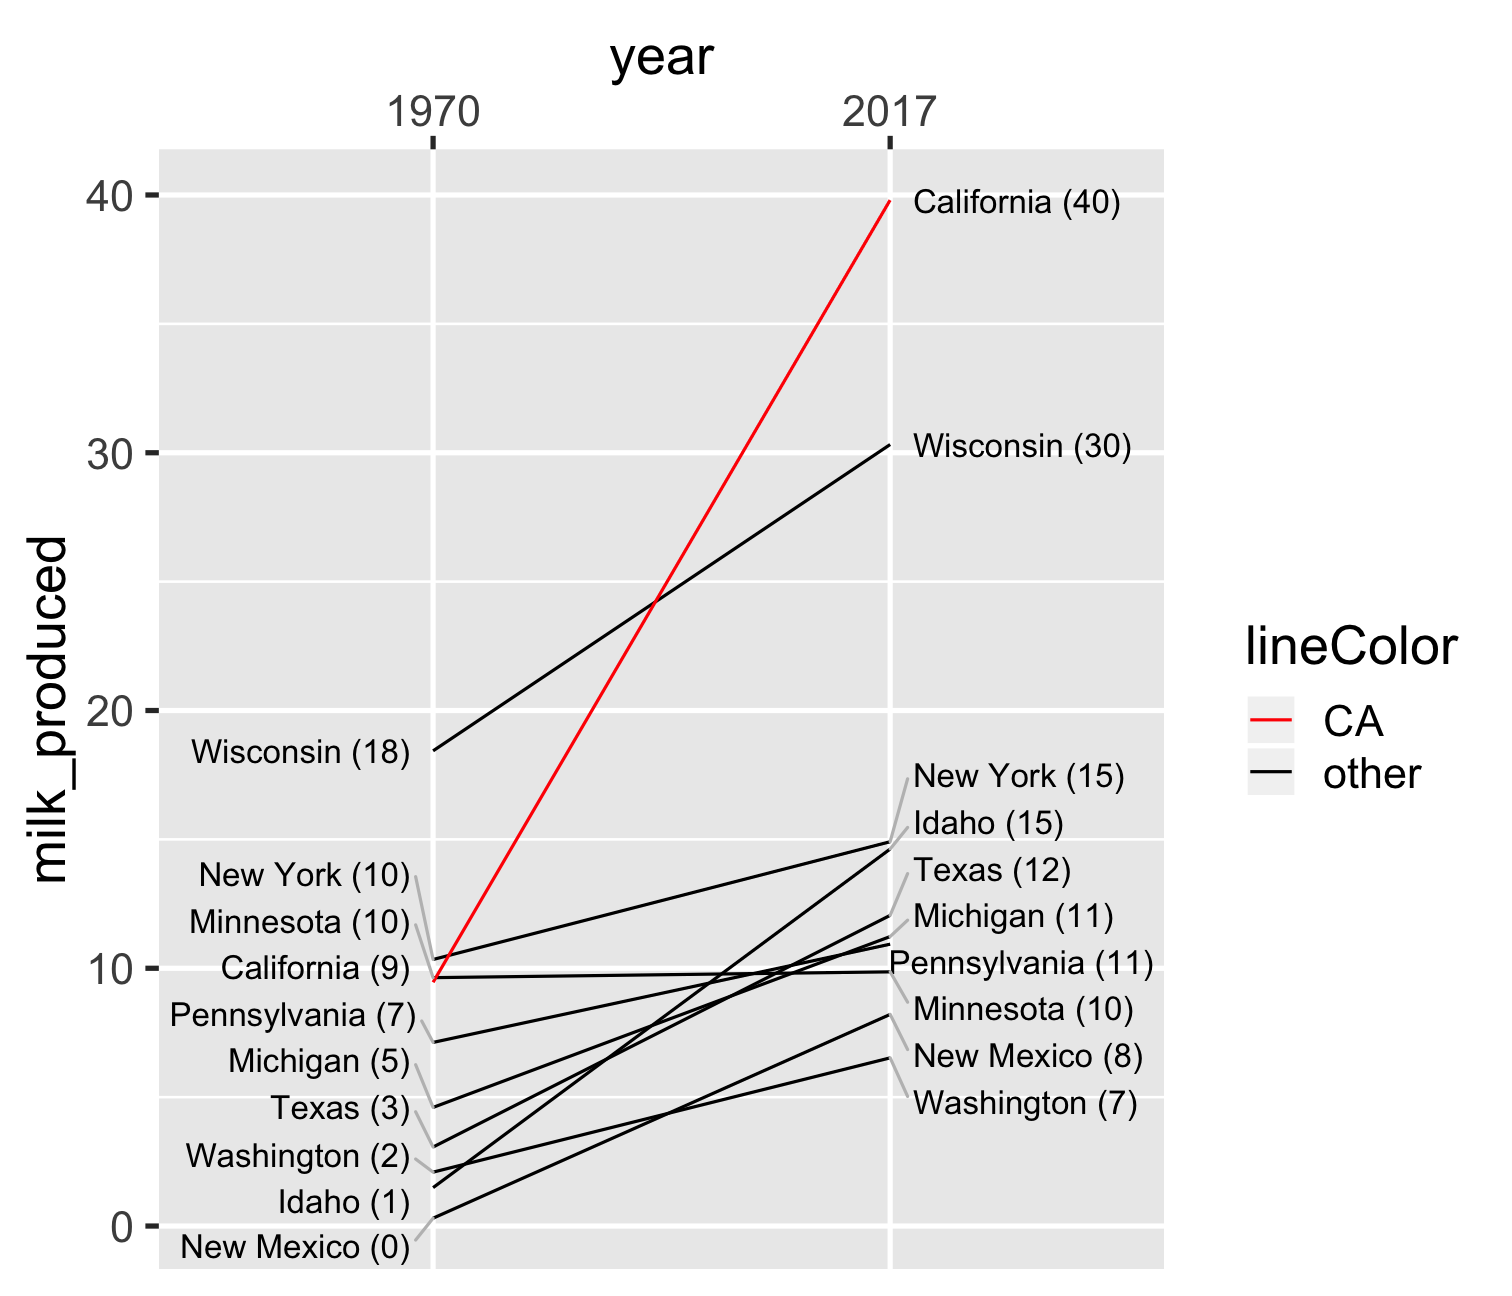 year
1970
2017
40
30
20
10
0
milk_produced
California (40)
Wisconsin (30)
Wisconsin (18)
New York (10)
Minnesota (10)
California (9)
Pennsylvania (7)
Michigan (5)
Texas (3)
Washington (2)
Idaho (1)
New Mexico (0)
New York (15)
Idaho (15)
Texas (12)
Michigan (11)
Pennsylvania (11)
Minnesota (10)
New Mexico (8)
Washington (7)
lineColor
CA
other